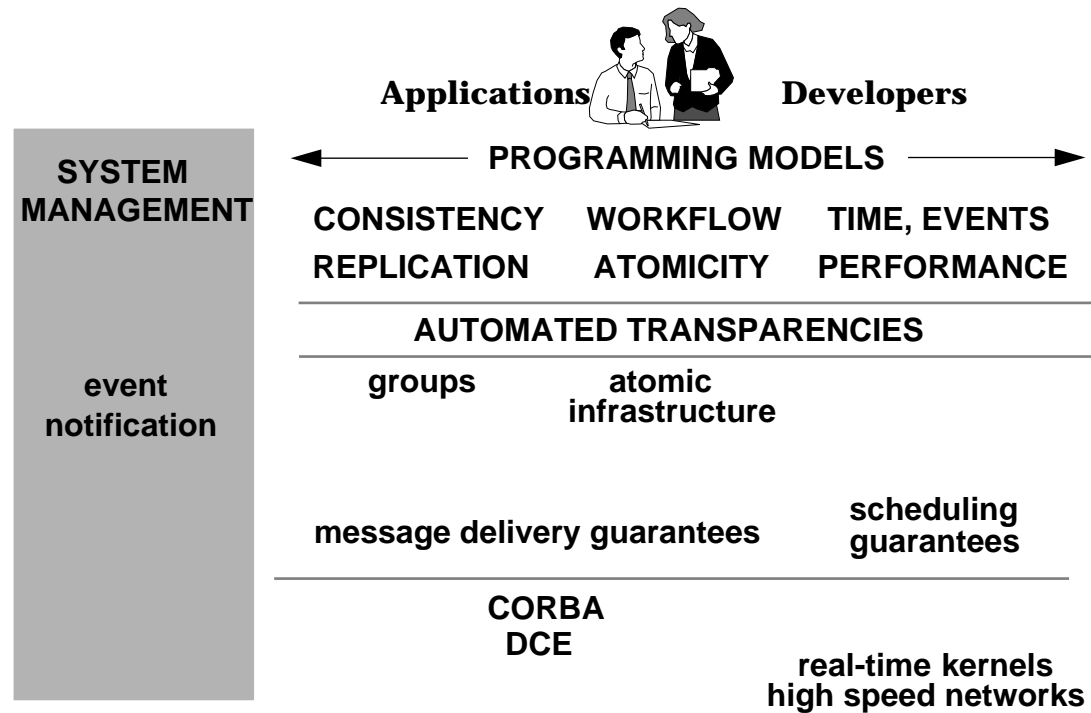 Applications
Developers
SYSTEM
MANAGEMENT
event
notification
PROGRAMMING MODELS
CONSISTENCY WORKFLOW TIME, EVENTS
REPLICATION ATOMICITY PERFORMANCE
AUTOMATED TRANSPARENCIES
groups
atomic
infrastructure
message delivery guarantees
scheduling
guarantees
CORBA
DCE
real-time kernels
high speed networks